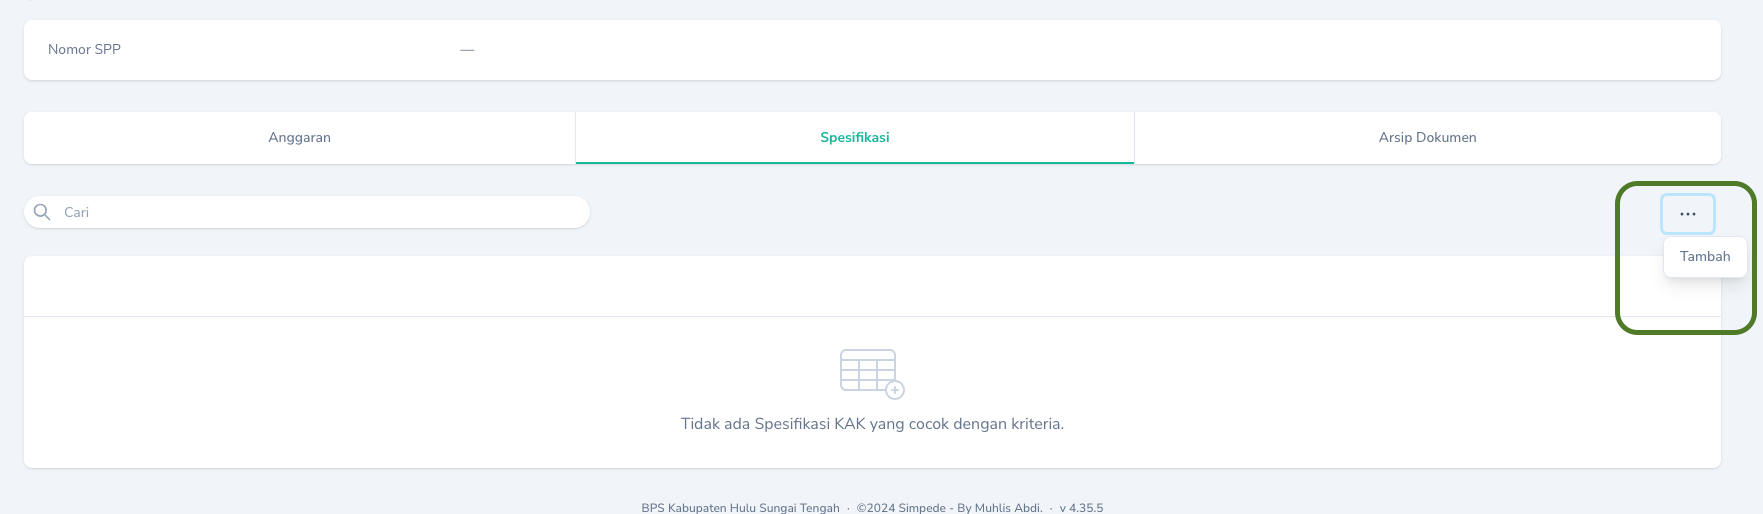 Nomor SPP —
Anggaran Spesifikasi Arsip Dokumen
Cari ...
Tambah
Tidak ada Spesifikasi KAK yang cocok dengan kriteria.
BPS Kabupaten Hulu Sungai Tengah · ©2024 Simpede - By Muhlis Abdi. · v 4.35.5